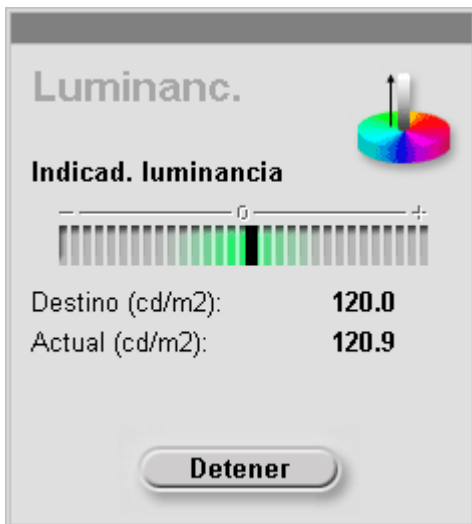 Luminanc.
Indicad. luminancia
- 0 +
Destino (cd/m2): 120.0
Actual (cd/m2): 120.9
Detener